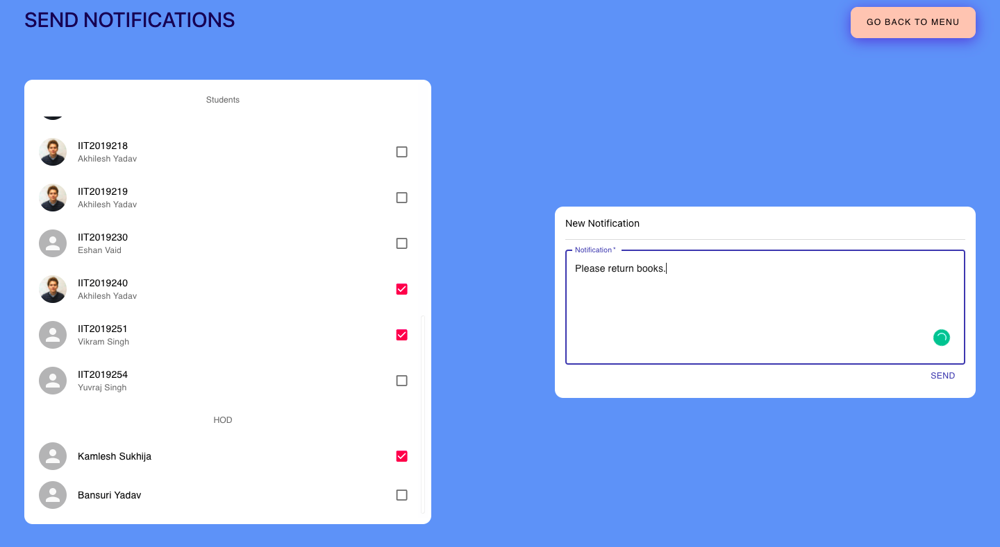 SEND NOTIFICATIONS
GO BACK TO MENU
Students
IIT2019218
Akhilesh Yadav
IIT2019219
Akhilesh Yadav
IIT2019230
Eshan Vaid
IIT2019240
Akhilesh Yadav
IIT2019251
Vikram Singh
IIT2019254
Yuvraj Singh
HOD
Kamlesh Sukhija
Bansuri Yadav
New Notification
Notification *
Please return books.
SEND